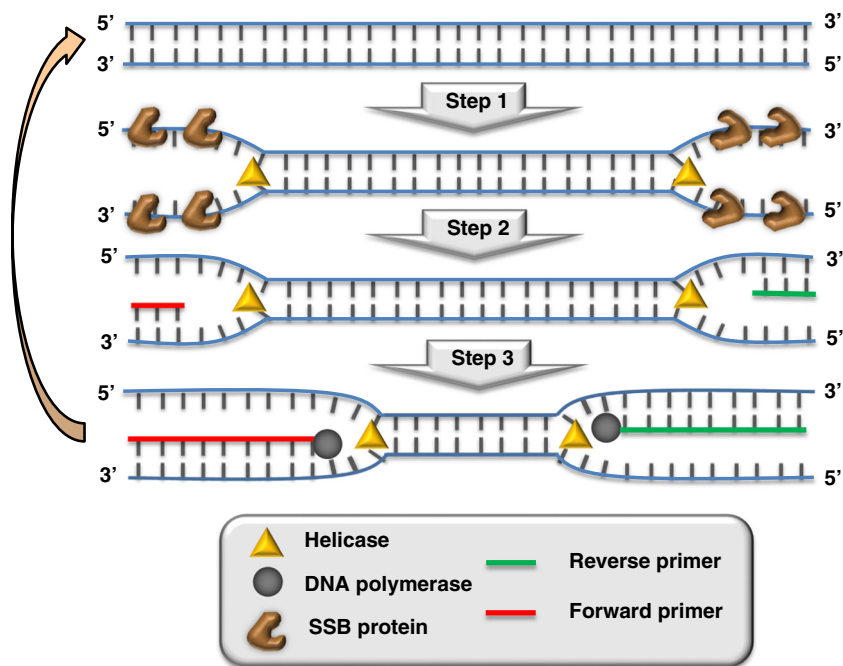 5’ 3’
3’ 5’
Step 1
5’ 3’
3’ 5’
Step 2
5’ 3’
3’ 5’
Step 3
5’ 3’
3’ 5’
Helicase
DNA polymerase
SSB protein
Reverse primer
Forward primer